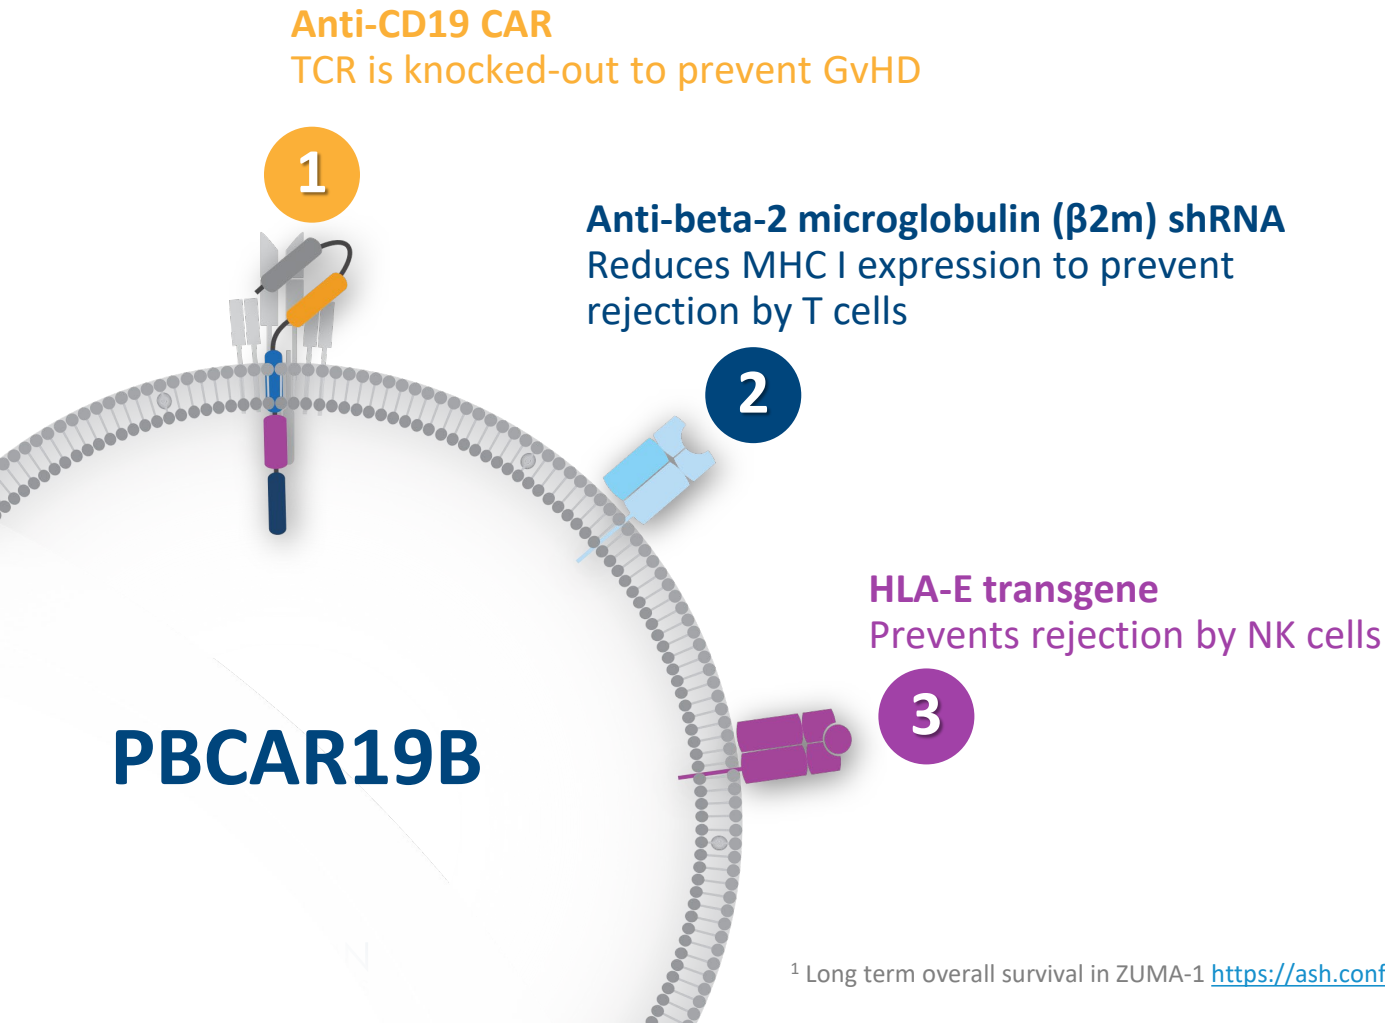 Anti-CD19 CAR
TCR is knocked-out to prevent GvHD
1
Anti-beta-2 microglobulin (β2m) shRNA
Reduces MHC I expression to prevent
rejection by T cells
2
HLA-E transgene
Prevents rejection by NK cells
3
PBCAR19B
¹ Long term overall survival in ZUMA-1 https://ash.conf